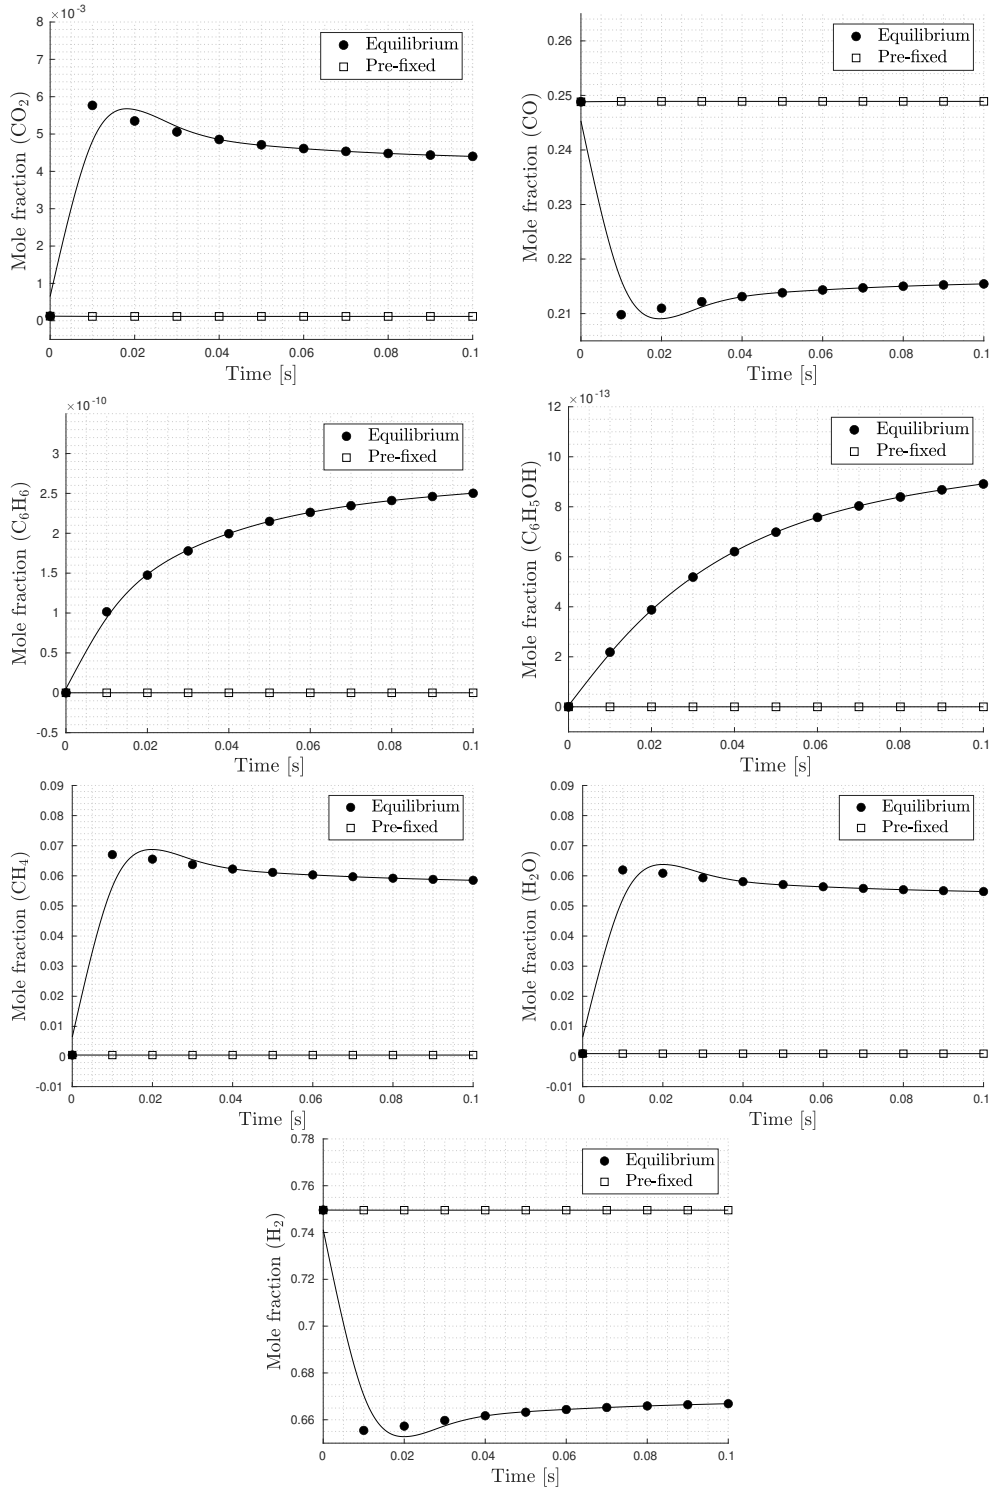 ×10⁻³
8
7
6
5
4
3
2
1
0
Mole fraction (CO₂)
Equilibrium
Pre-fixed
0 0.02 0.04 0.06 0.08 0.1
Time [s]
0.26
0.25
0.24
0.23
0.22
0.21
Mole fraction (CO)
Equilibrium
Pre-fixed
0 0.02 0.04 0.06 0.08 0.1
Time [s]
×10⁻¹⁰
3
2.5
2
1.5
1
0.5
0
-0.5
Mole fraction (C₆H₆)
Equilibrium
Pre-fixed
0 0.02 0.04 0.06 0.08 0.1
Time [s]
×10⁻¹³
12
10
8
6
4
2
0
Mole fraction (C₆H₅OH)
Equilibrium
Pre-fixed
0 0.02 0.04 0.06 0.08 0.1
Time [s]
0.09
0.08
0.07
0.06
0.05
0.04
0.03
0.02
0.01
0
-0.01
Mole fraction (CH₄)
Equilibrium
Pre-fixed
0 0.02 0.04 0.06 0.08 0.1
Time [s]
0.09
0.08
0.07
0.06
0.05
0.04
0.03
0.02
0.01
0
-0.01
Mole fraction (H₂O)
Equilibrium
Pre-fixed
0 0.02 0.04 0.06 0.08 0.1
Time [s]
0.78
0.76
0.74
0.72
0.7
0.68
0.66
Mole fraction (H₂)
Equilibrium
Pre-fixed
0 0.02 0.04 0.06 0.08 0.1
Time [s]